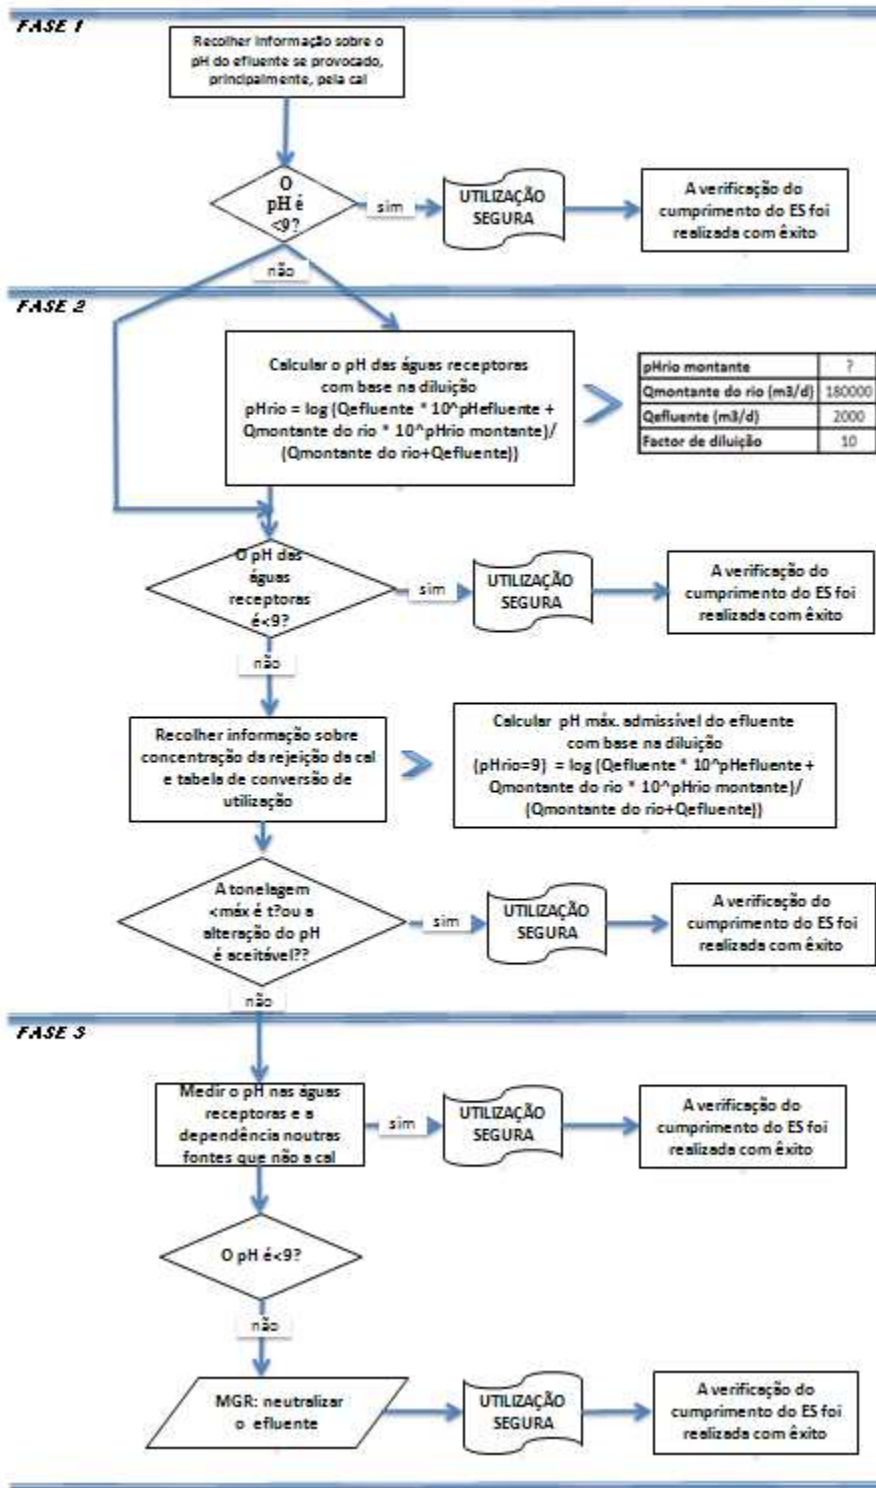 FASE 1
Recolher informação sobre o
pH do efluente se provocado,
principalmente, pela cal
O
pH é
<9?
sim
UTILIZAÇÃO
SEGURA
A verificação do
cumprimento do ES foi
realizada com êxito
não
FASE 2
Calcular o pH das águas receptoras
com base na diluição
pHrio = log (Qefluente * 10^pHefluente +
Qmontante do rio * 10^pHrio montante)/
(Qmontante do rio+Qefluente))
pHrio montante ?
Qmontante do rio (m3/d) 180000
Qefluente (m3/d) 2000
Factor de diluição 10
O pH das
águas
receptoras
é<9?
sim
UTILIZAÇÃO
SEGURA
A verificação do
cumprimento do ES foi
realizada com êxito
não
Recolher informação sobre
concentração da rejeição da cal
e tabela de conversão de
utilização
Calcular pH máx. admissível do efluente
com base na diluição
(pHrio=9) = log (Qefluente * 10^pHefluente +
Qmontante do rio * 10^pHrio montante)/
(Qmontante do rio+Qefluente))
A tonelagem
<máx é t?ou a
alteração do pH
é aceitável??
sim
UTILIZAÇÃO
SEGURA
A verificação do
cumprimento do ES foi
realizada com êxito
não
FASE 3
Medir o pH nas águas
receptoras e a
dependência noutras
fontes que não a cal
sim
UTILIZAÇÃO
SEGURA
A verificação do
cumprimento do ES foi
realizada com êxito
O pH é<9?
não
MGR: neutralizar
o efluente
UTILIZAÇÃO
SEGURA
A verificação do
cumprimento do ES foi
realizada com êxito